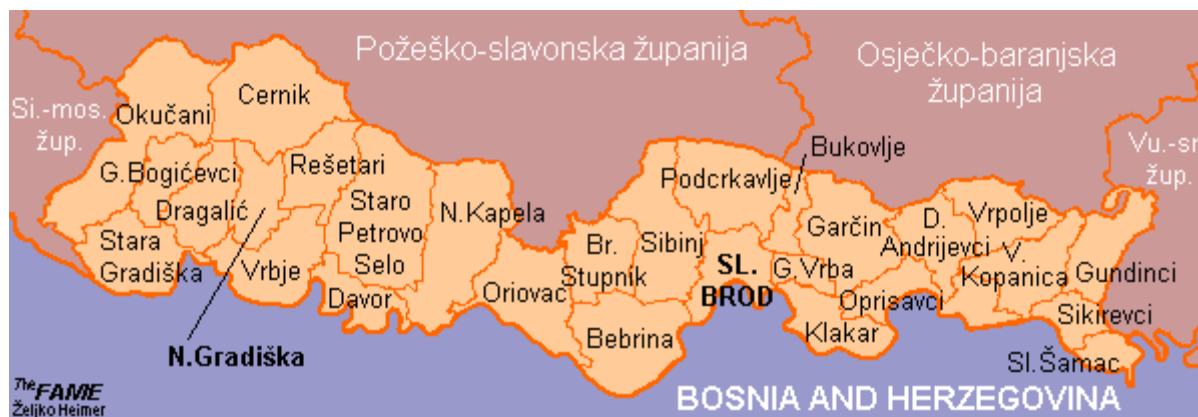 Požeško-slavonska županija
Osječko-baranjska
županija
Si.-mos.
žup.
Vu.-sr
žup.
Okučani
Cernik
G.Bogićevci
Rešetari
Dragalić
Stara
Gradiška
Vrbje
N.Gradiška
Staro
Petrovo
Selo
Davor
N.Kapela
Oriovac
Br.
Stupnik
Sibinj
Bebrina
Podcrkavlje
SL.
BROD
Bukovlje
Garčin
G.Vrba
Klakar
Oprisavci
D.
Andrijevci
Vrpolje
V.
Kopanica
Gundinci
Sikirevci
Sl.Šamac
BOSNIA AND HERZEGOVINA
The FAME
Željko Heimer